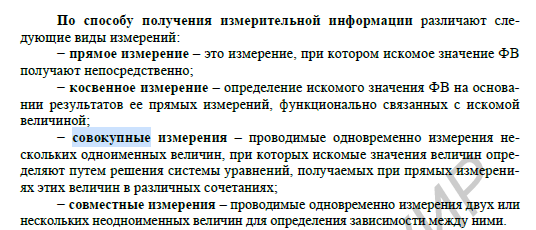 По способу получения измерительной информации различают сле-
дующие виды измерений:
– прямое измерение – это измерение, при котором искомое значение ФВ
получают непосредственно;
– косвенное измерение – определение искомого значения ФВ на основа-
нии результатов ее прямых измерений, функционально связанных с искомой
величиной;
– совокупные измерения – проводимые одновременно измерения не-
скольких одноименных величин, при которых искомые значения величин опре-
деляют путем решения системы уравнений, получаемых при прямых измерени-
ях этих величин в различных сочетаниях;
– совместные измерения – проводимые одновременно измерения двух или
нескольких неодноименных величин для определения зависимости между ними.